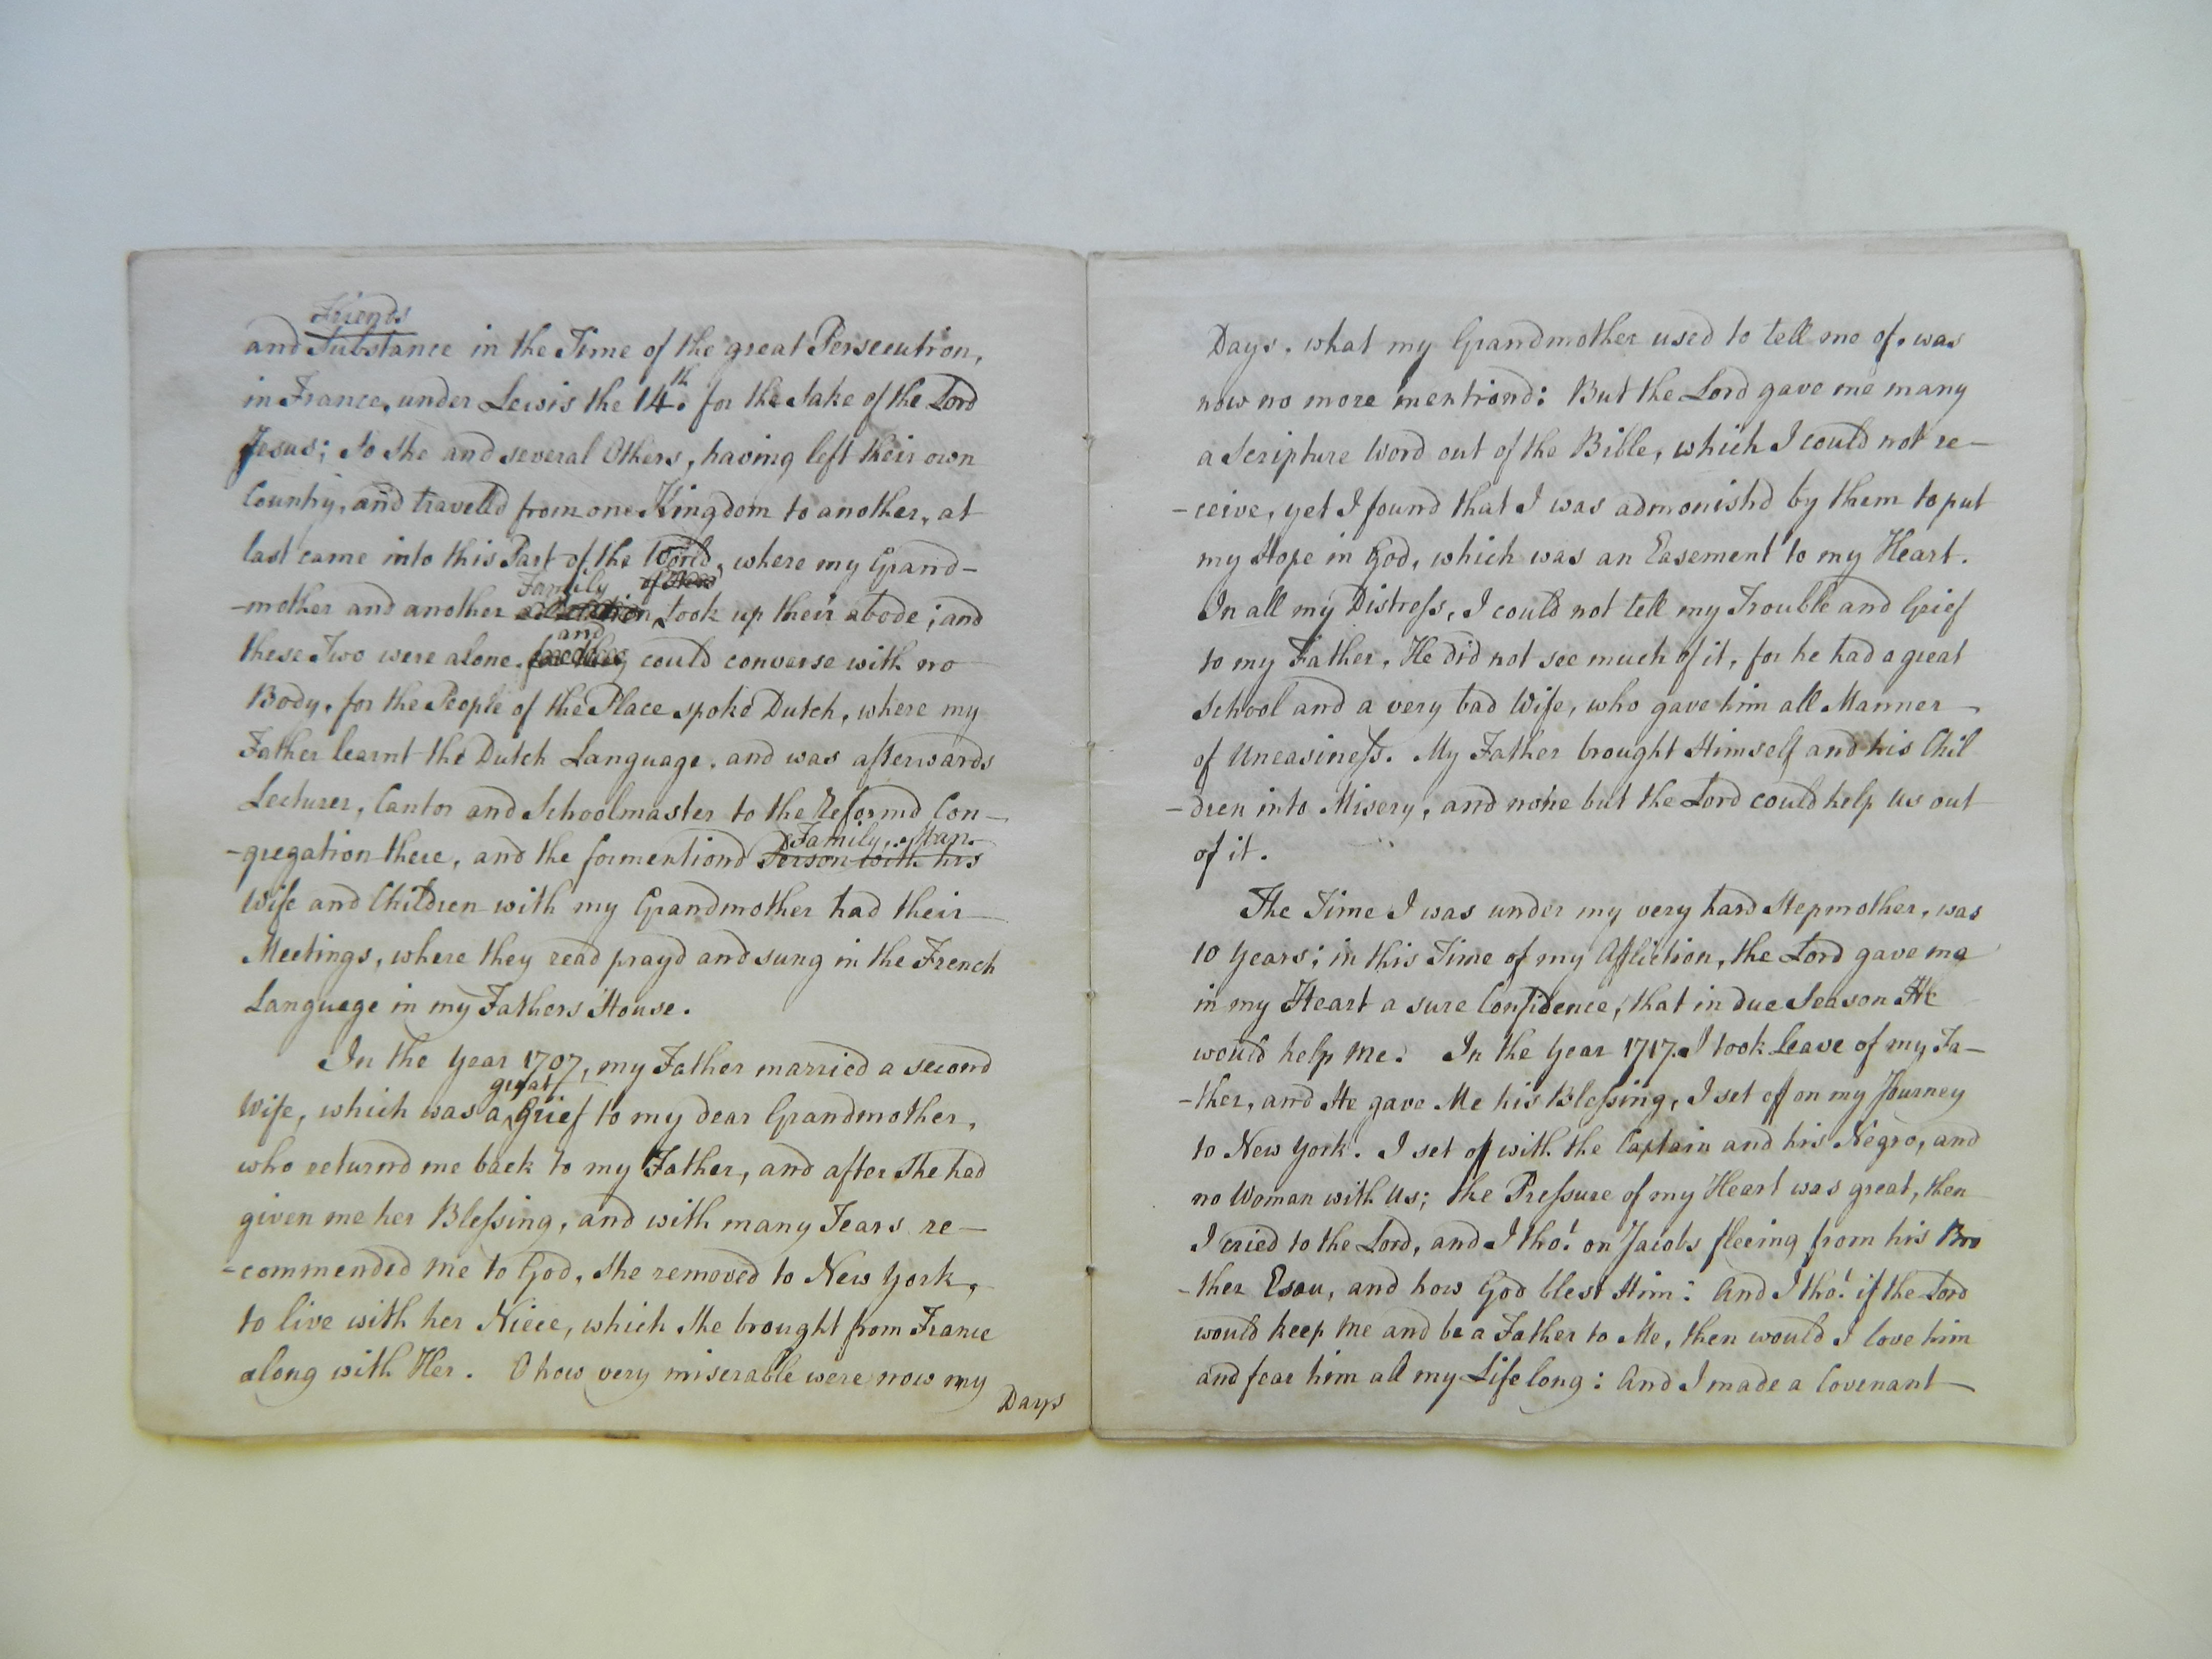 Friends
and Substance in the Time of the great Persecution,
in France, under Lewis the 14th. for the Sake of the Lord
Jesus; So she and several Others, having left their own
Country, and travelld from one Kingdom to another, at
last came into this Part of the World, where my Grand-
Family
-mother and another took up their abode; and
and
these Two were alone, could converse with no
Body, for the People of the Place spoke Dutch, where my
Father learnt the Dutch Language, and was afterwards
Lecturer, Cantor and Schoolmaster to the Reformd Con-
Family, Man
-gregation there, and the formentiond Person with his
Wife and Children with my Grandmother had their
Meetings, where they read prayd and sung in the French
Language in my Fathers House.
In the Year 1707, my Father married a second
great
Wife, which was a Grief to my dear Grandmother,
who returnd me back to my Father, and after She had
given me her Blessing, and with many Tears re-
-commended me to God, She removed to New York,
to live with her Niece, which She brought from France
along with Her. O how very miserable were now my
Days
Days. what my Grandmother used to tell me of, was
now no more mentiond: But the Lord gave me many
a Scripture Word out of the Bible, which I could not re-
-ceive, yet I found that I was admonishd by them to put
my Hope in God, which was an Easement to my Heart.
In all my Distress, I could not tell my Trouble and Grief
to my Father, He did not see much of it, for he had a great
School and a very bad Wife, who gave him all Manner
of Uneasiness. My Father brought Himself and his Chil
-dren into Misery, and none but the Lord could help Us out
of it.
The Time I was under my very hard Stepmother, was
10 Years; in this Time of my Affliction, the Lord gave me
in my Heart a sure Confidence, that in due Season He
would help Me. In the Year 1717. I took Leave of my Fa-
-ther, and He gave Me his Blessing, I set off on my Journey
to New York. I set of with the Captain and his Negro, and
no Woman with Us; the Pressure of my Heart was great, then
I cried to the Lord, and I thot. on Jacobs fleeing from his Bro
-ther Esau, and how God blest Him: And I thot. if the Lord
would keep Me and be a Father to Me, then would I love him
and fear him all my Life long: And I made a Covenant